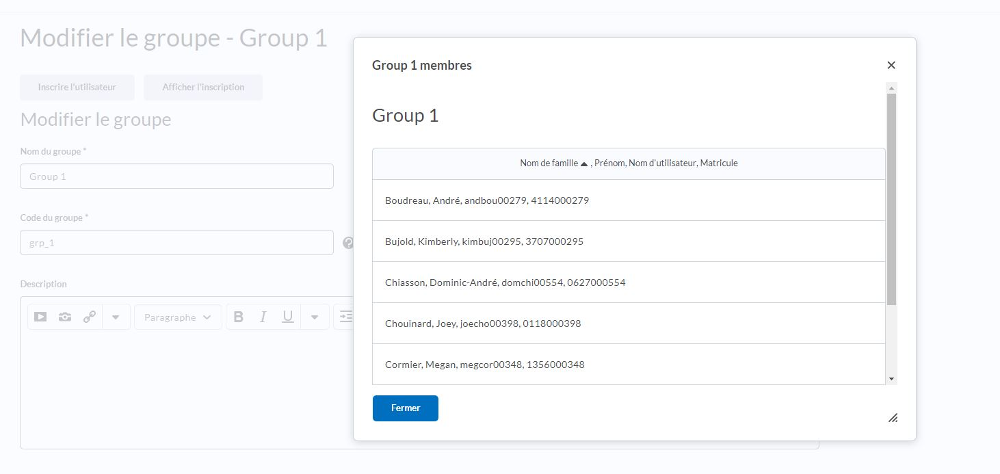 Modifier le groupe - Group 1
Inscrire l'utilisateur
Afficher l'inscription
Modifier le groupe
Nom du groupe *
Group 1
Code du groupe *
grp_1
Description
Paragraphe
B I U
Group 1 membres
Group 1
Nom de famille , Prénom, Nom d'utilisateur, Matricule
Boudreau, André, andbou00279, 4114000279
Bujold, Kimberly, kimbuj00295, 3707000295
Chiasson, Dominic-André, domchi00554, 0627000554
Chouinard, Joey, joecho00398, 0118000398
Cormier, Megan, megcor00348, 1356000348
Fermer